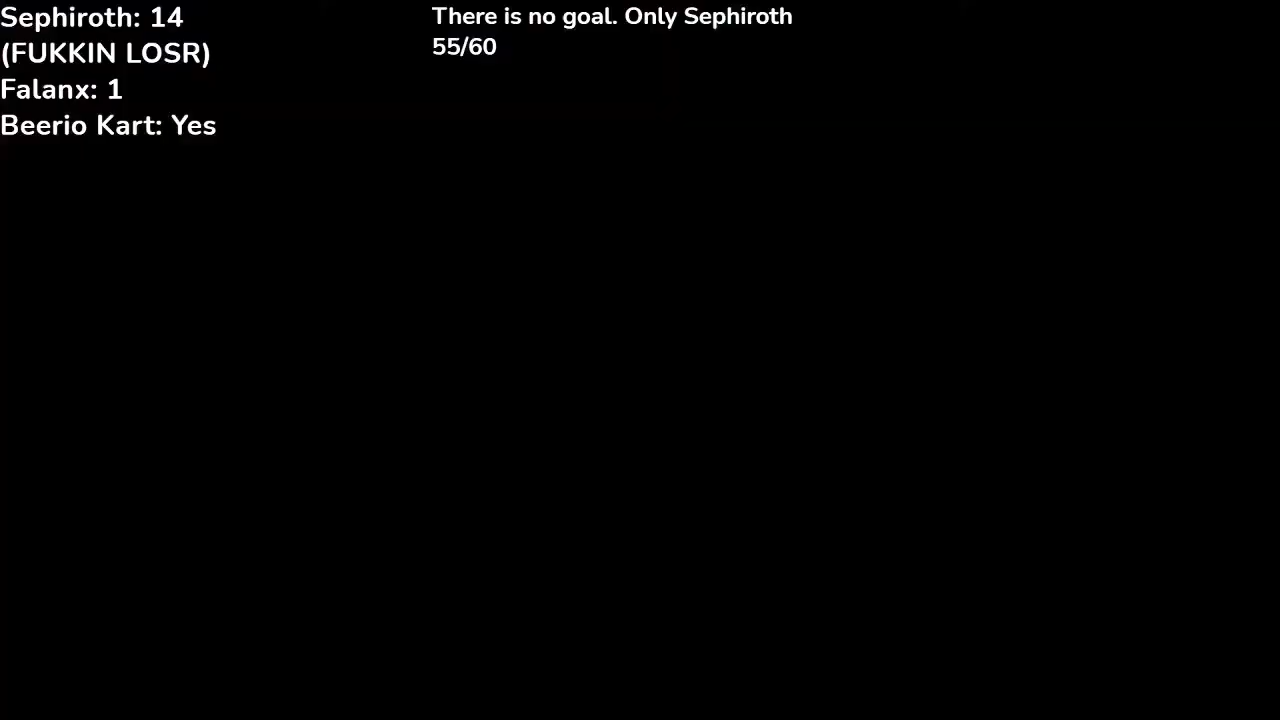 Sephiroth: 14
(FUKKIN LOSR)
Falanx: 1
Beerio Kart: Yes
There is no goal. Only Sephiroth
55/60